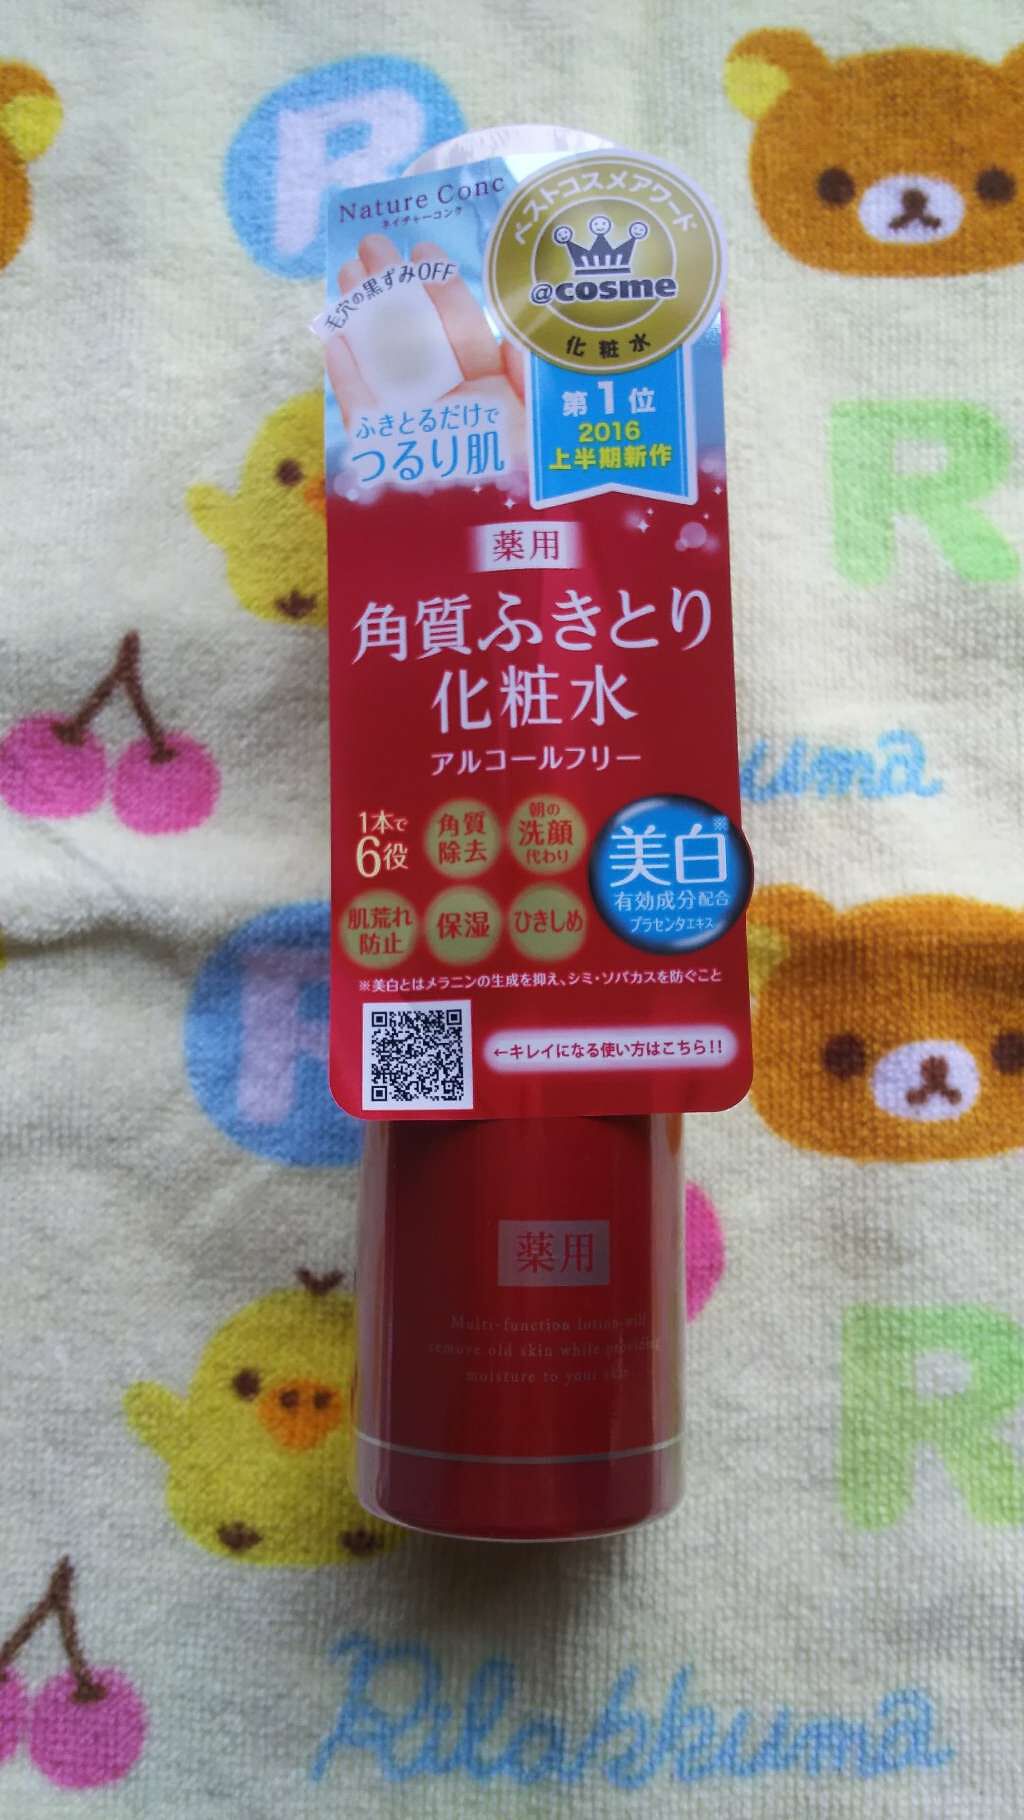 Nature Conc
ネイチャーコンク
毛穴の黒ずみOFF
ふきとるだけで
つるり肌
ベストコスメアワード
@cosme
化粧水
第1位
2016
上半期新作
薬用
角質ふきとり
化粧水
アルコールフリー
1本で
6役
角質
除去
朝の
洗顔
代わり
肌荒れ
防止
保湿
ひきしめ
美白※
有効成分配合
プラセンタエキス
※美白とはメラニンの生成を抑え、シミ・ソバカスを防ぐこと
←キレイになる使い方はこちら!!
薬用
Multi-function lotion will
remove old skin while providing
moisture to your skin
R
R
uma
R
R
Rilakkuma